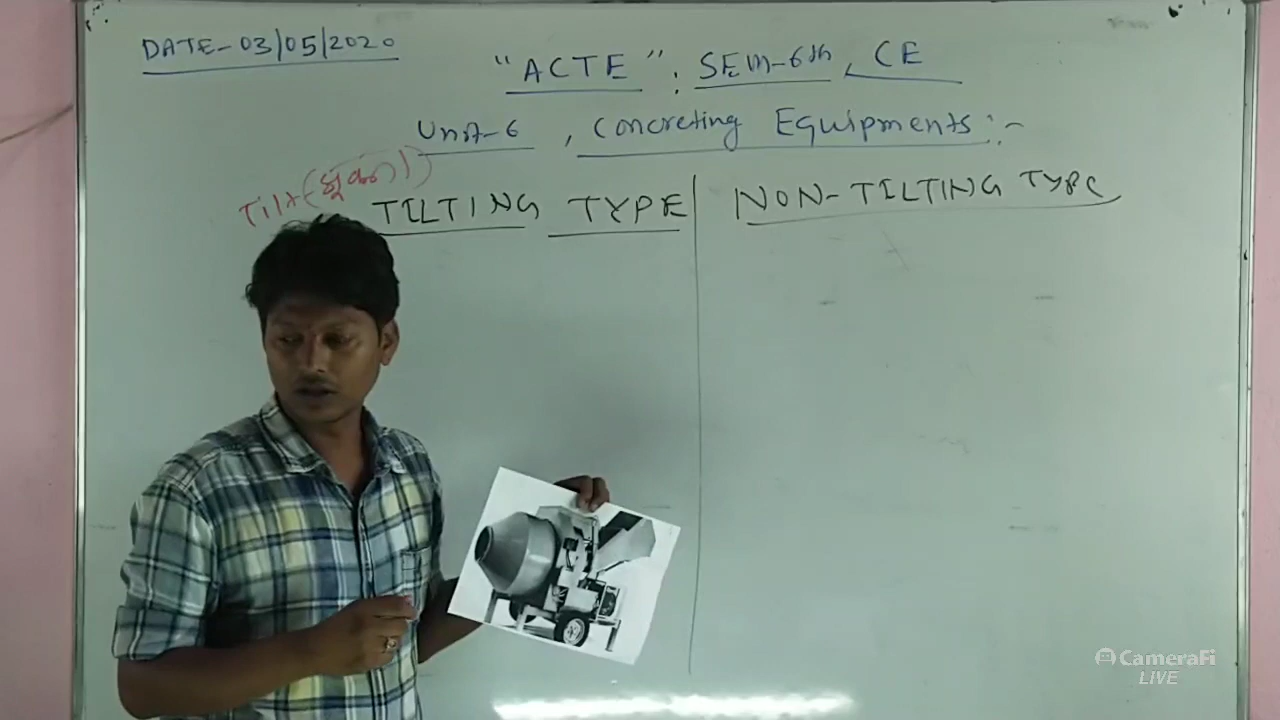 DATE-03/05/2020
"ACTE", SEM-6th, CE
Unit-6, Concreting Equipments:-
Tilt
TILTING TYPE | NON-TILTING TYPE
CameraFi
LIVE